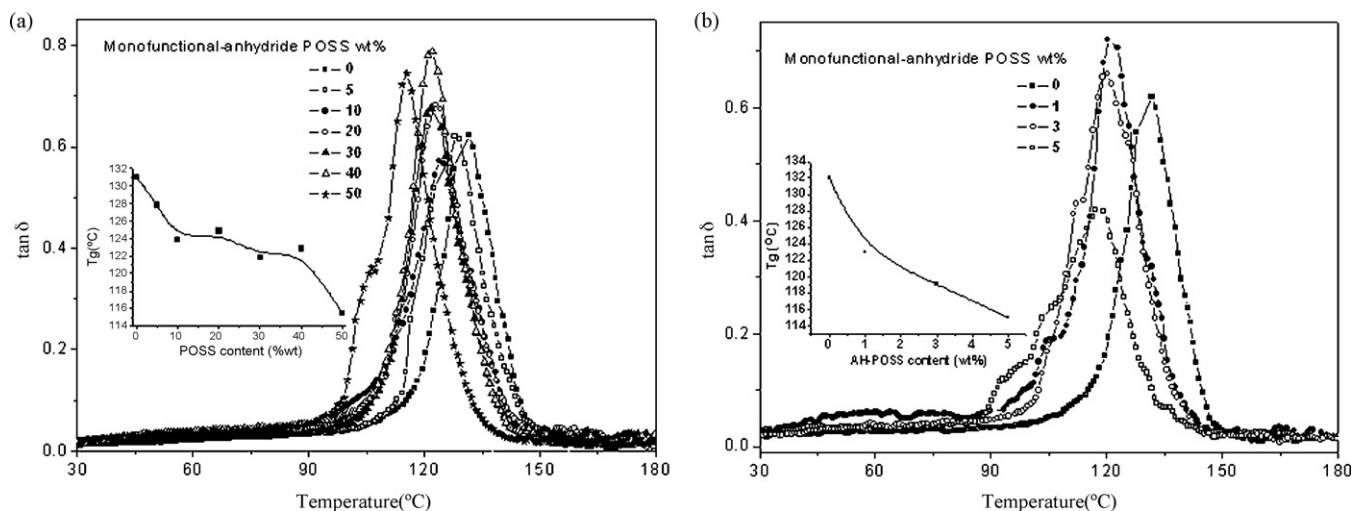 (a)
tan δ
0.8
0.6
0.4
0.2
0.0
Monofunctional-anhydride POSS wt%
0
5
10
20
30
40
50
Tg(°C)
132
130
128
126
124
122
120
118
116
114
0 10 20 30 40 50
POSS content (%wt)
30 60 90 120 150 180
Temperature(°C)
(b)
tan δ
0.6
0.4
0.2
0.0
Monofunctional-anhydride POSS wt%
0
1
3
5
Tg(°C)
134
132
130
128
126
124
122
120
118
116
114
0 1 2 3 4 5
AH-POSS content (wt%)
30 60 90 120 150 180
Temperature(°C)